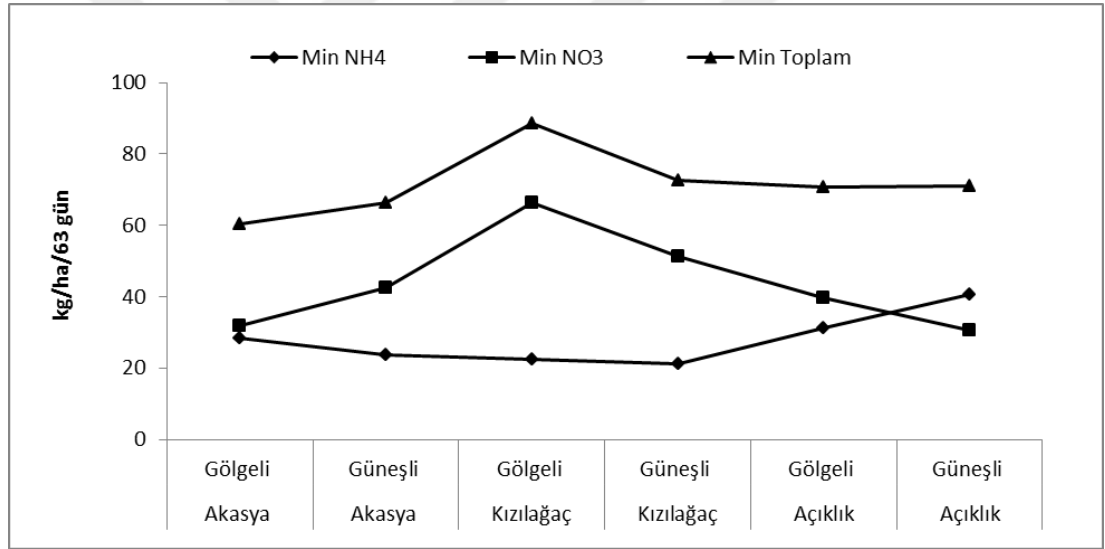 Min NH4 Min NO3 Min Toplam
100
80
60
40
20
0
kg/ha/63 gün
Gölgeli Güneşli Gölgeli Güneşli Gölgeli Güneşli
Akasya Akasya Kızılağaç Kızılağaç Açıklık Açıklık